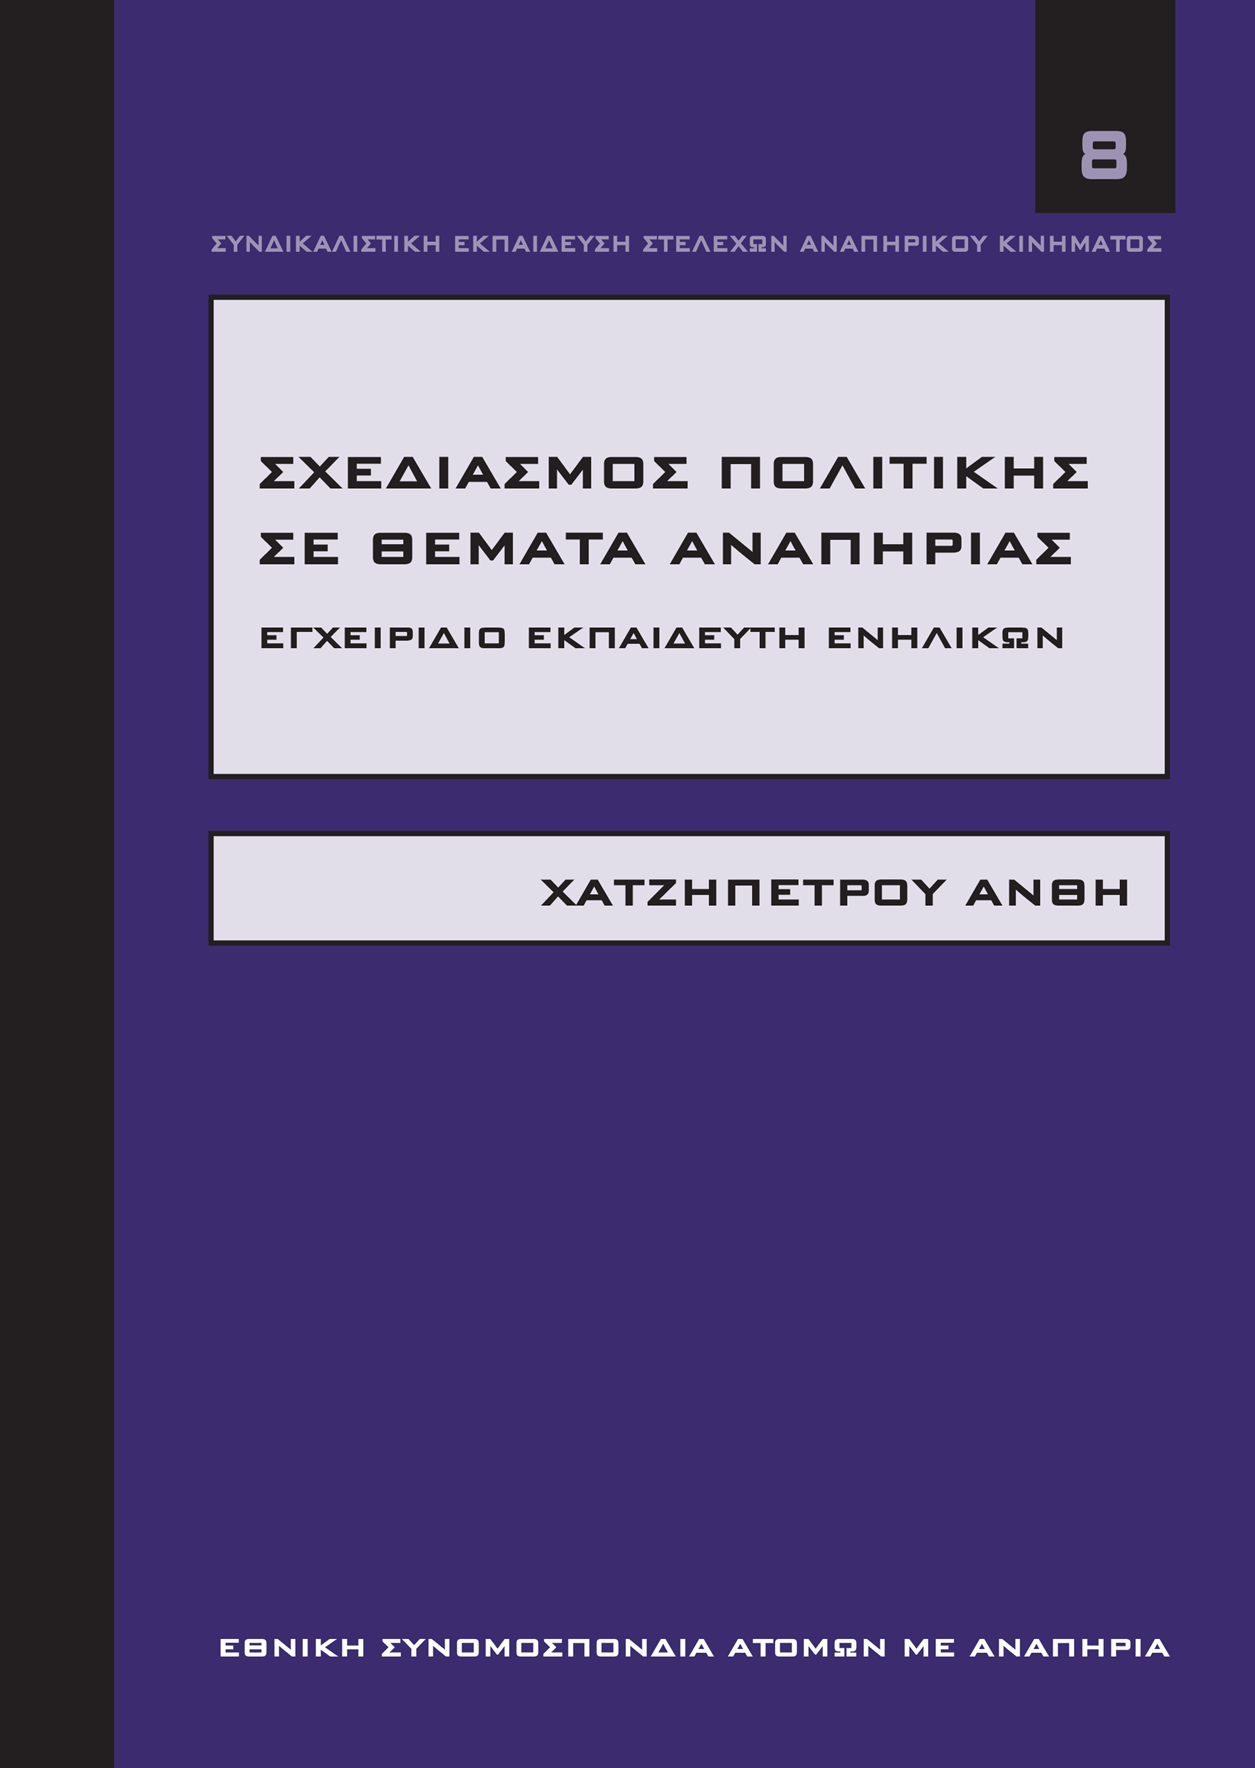 8
ΣΥΝΔΙΚΑΛΙΣΤΙΚΗ ΕΚΠΑΙΔΕΥΣΗ ΣΤΕΛΕΧΩΝ ΑΝΑΠΗΡΙΚΟΥ ΚΙΝΗΜΑΤΟΣ
ΣΧΕΔΙΑΣΜΟΣ ΠΟΛΙΤΙΚΗΣ
ΣΕ ΘΕΜΑΤΑ ΑΝΑΠΗΡΙΑΣ
ΕΓΧΕΙΡΙΔΙΟ ΕΚΠΑΙΔΕΥΤΗ ΕΝΗΛΙΚΩΝ
ΧΑΤΖΗΠΕΤΡΟΥ ΑΝΘΗ
ΕΘΝΙΚΗ ΣΥΝΟΜΟΣΠΟΝΔΙΑ ΑΤΟΜΩΝ ΜΕ ΑΝΑΠΗΡΙΑ